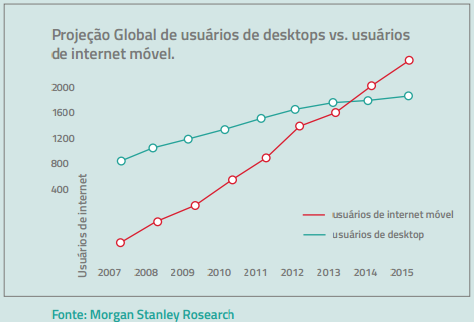 Projeção Global de usuários de desktops vs. usuários
de internet móvel.
2000
1600
1200
800
400
Usuários de internet
usuários de internet móvel
usuários de desktop
2007 2008 2009 2010 2011 2012 2013 2014 2015
Fonte: Morgan Stanley Rosearch